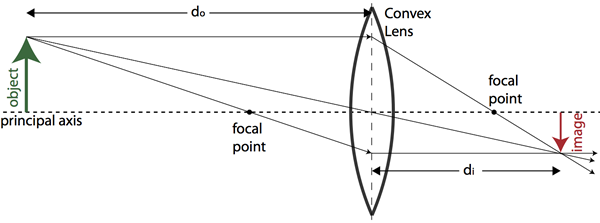 do
Convex
Lens
object
focal
point
principal axis
focal
point
image
di